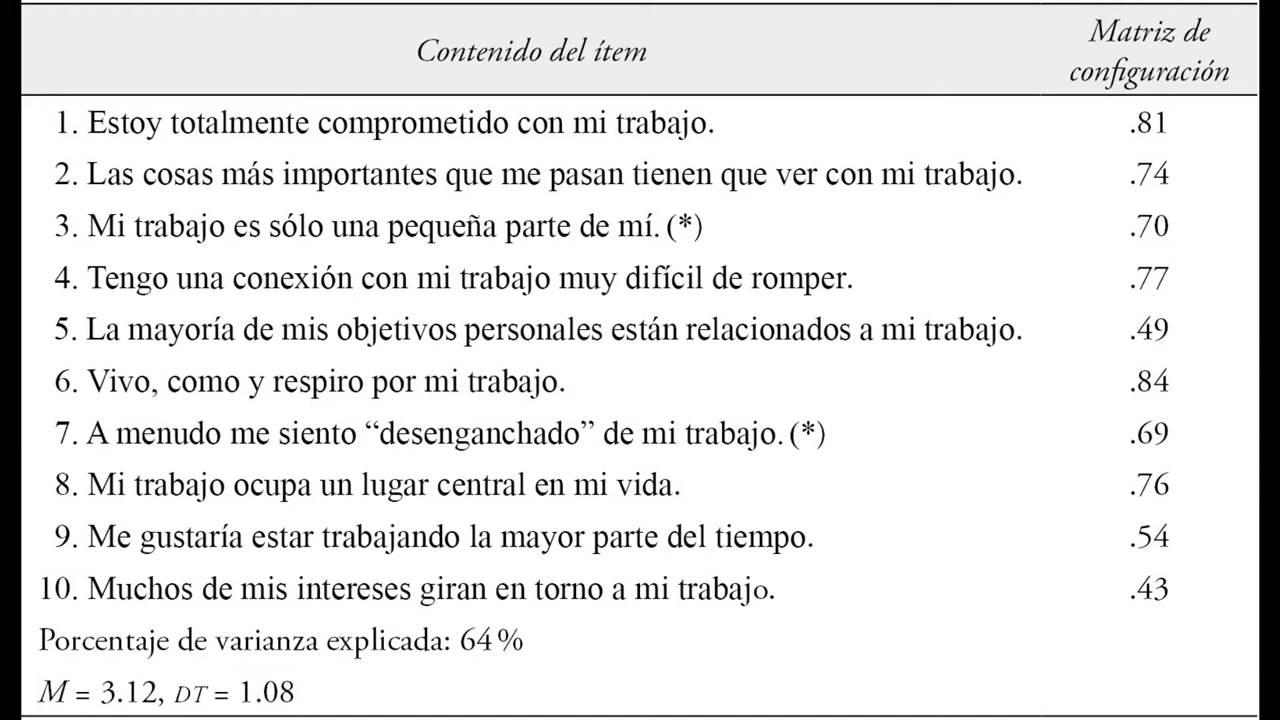 Contenido del ítem Matriz de configuración
1. Estoy totalmente comprometido con mi trabajo. .81
2. Las cosas más importantes que me pasan tienen que ver con mi trabajo. .74
3. Mi trabajo es sólo una pequeña parte de mí. (*) .70
4. Tengo una conexión con mi trabajo muy difícil de romper. .77
5. La mayoría de mis objetivos personales están relacionados a mi trabajo. .49
6. Vivo, como y respiro por mi trabajo. .84
7. A menudo me siento “desenganchado” de mi trabajo. (*) .69
8. Mi trabajo ocupa un lugar central en mi vida. .76
9. Me gustaría estar trabajando la mayor parte del tiempo. .54
10. Muchos de mis intereses giran en torno a mi trabajo. .43
Porcentaje de varianza explicada: 64%
M = 3.12, DT = 1.08